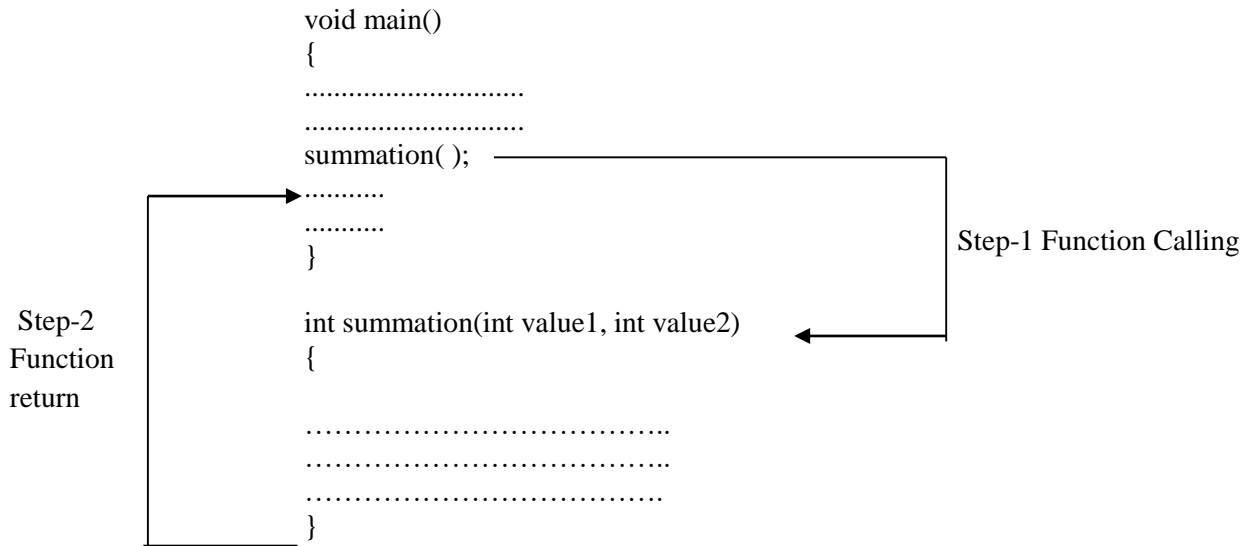 void main()
{
..............................
..............................
summation( );
...........
...........
}
Step-1 Function Calling
int summation(int value1, int value2)
{
………………………………..
………………………………..
………………………………
}
Step-2
Function
return